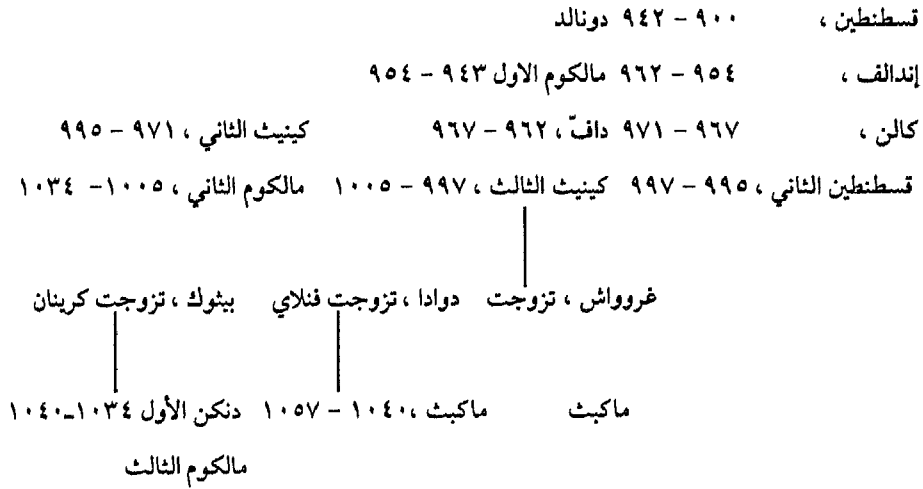 قسطنطين ، ٩٠٠ – ٩٤٢ دونالد
إندالف ، ٩٥٤ – ٩٦٢ مالكوم الاول ٩٤٣ – ٩٥٤
كالن ، ٩٦٧ – ٩٧١ دافّ ، ٩٦٢ – ٩٦٧ كينيث الثاني ، ٩٧١ – ٩٩٥
قسطنطين الثاني ، ٩٩٥ – ٩٩٧ كينيث الثالث ، ٩٩٧ – ١٠٠٥ مالكوم الثاني ، ١٠٠٥– ١٠٣٤
غروواش ، تزوجت دوادا ، تزوجت فنلاي بيثوك ، تزوجت كرينان
ماكبث ماكبث ،١٠٤٠ – ١٠٥٧ دنكن الأول ١٠٣٤ــ١٠٤٠
مالكوم الثالث